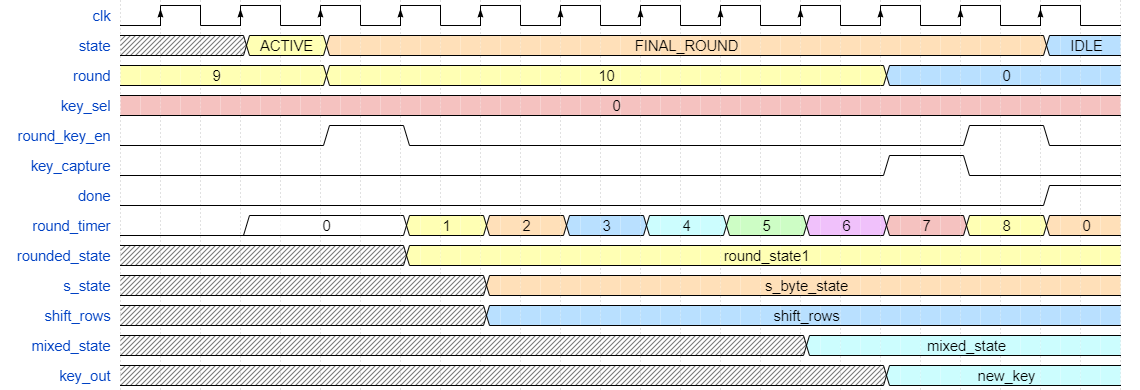 clk
state ACTIVE FINAL_ROUND IDLE
round 9 10 0
key_sel 0
round_key_en
key_capture
done
round_timer 0 1 2 3 4 5 6 7 8 0
rounded_state round_state1
s_state s_byte_state
shift_rows shift_rows
mixed_state mixed_state
key_out new_key